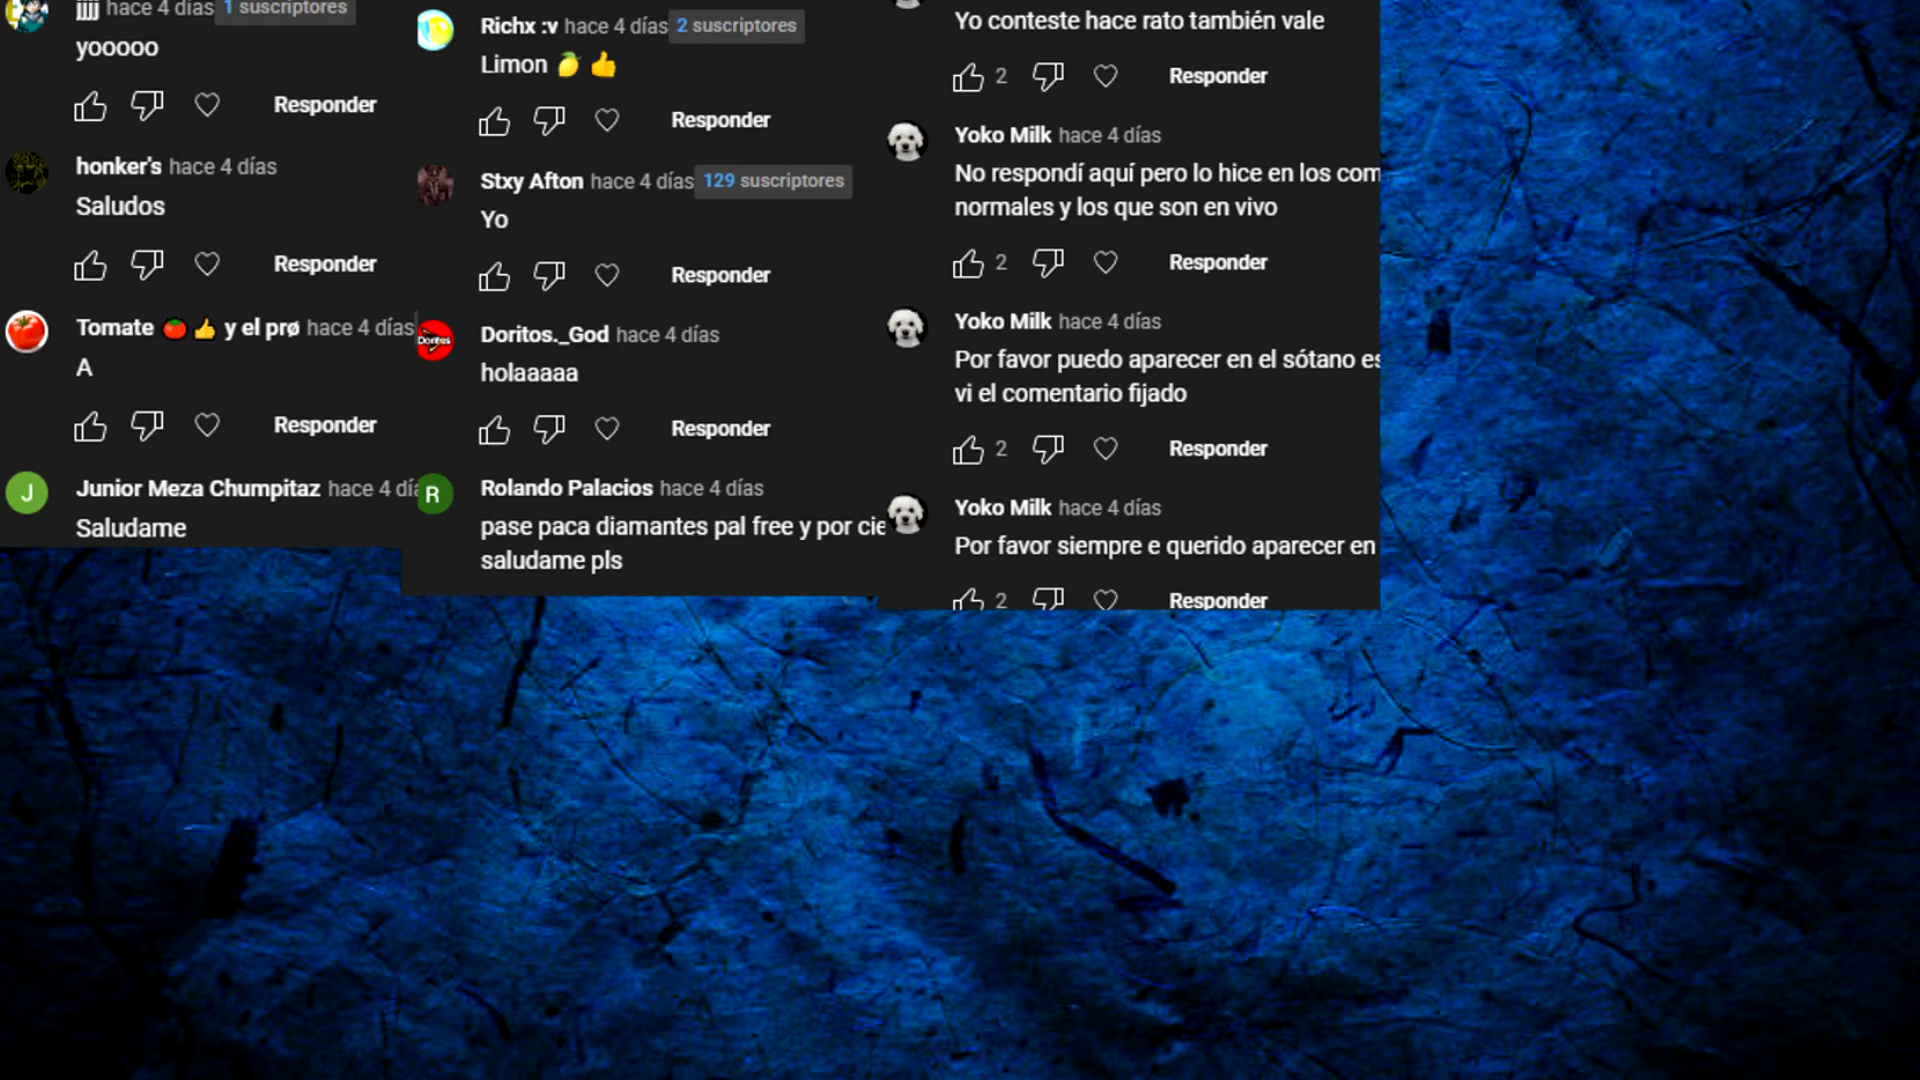 jjjj hace 4 días 1 suscriptores
yooooo
Responder
honker's hace 4 días
Saludos
Responder
Tomate 🍅 👍 y el prø hace 4 días
A
Responder
J
Junior Meza Chumpitaz hace 4 día
Saludame
Richx :v hace 4 días 2 suscriptores
Limon 🍋 👍
Responder
Stxy Afton hace 4 días 129 suscriptores
Yo
Responder
Doritos
Doritos._God hace 4 días
holaaaaa
Responder
R
Rolando Palacios hace 4 días
pase paca diamantes pal free y por cie
saludame pls
Yo conteste hace rato también vale
2 Responder
Yoko Milk hace 4 días
No respondí aquí pero lo hice en los com
normales y los que son en vivo
2 Responder
Yoko Milk hace 4 días
Por favor puedo aparecer en el sótano es
vi el comentario fijado
2 Responder
Yoko Milk hace 4 días
Por favor siempre e querido aparecer en
2 Responder